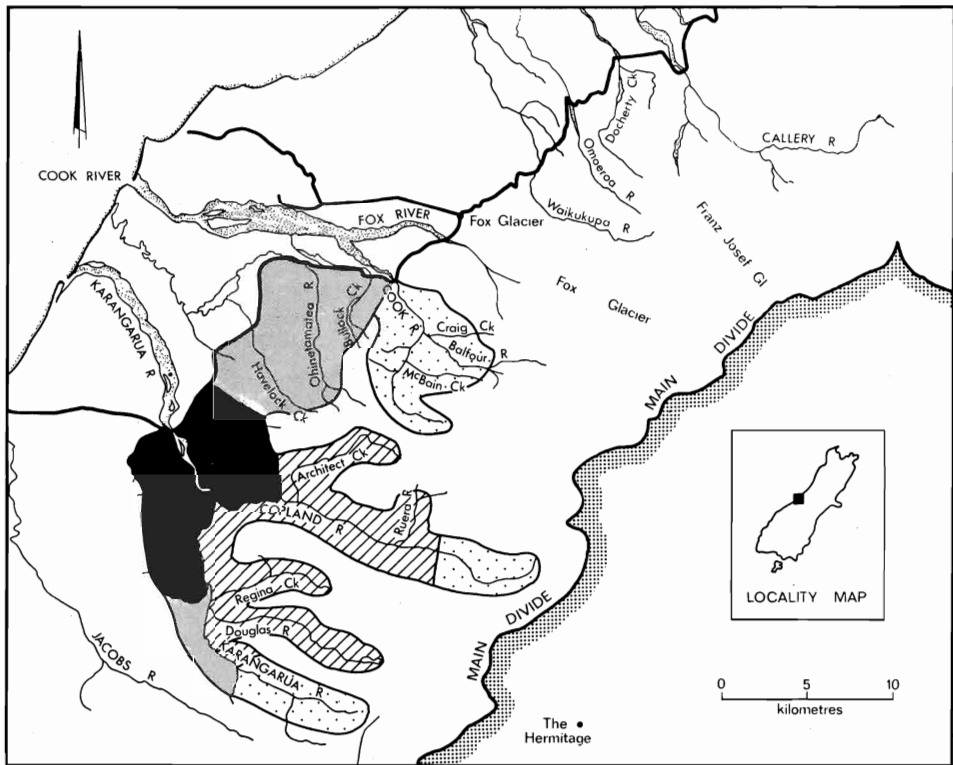 Docherty Ck
CALLERY R
Omoeroa R
COOK RIVER
FOX RIVER
Fox Glacier
Waikukupa R
Franz Josef Gl
Fox Glacier
KARANGARUA R
Ohinetamatea R
Bullock Ck
COOK R
Craig Ck
Balfour R
McBain Ck
Havelock Ck
MAIN DIVIDE
Architect Ck
COPLAND R
Ruera R
Regina Ck
Douglas R
KARANGARUA R
JACOBS R
MAIN DIVIDE
The
Hermitage
LOCALITY MAP
0 10
kilometres